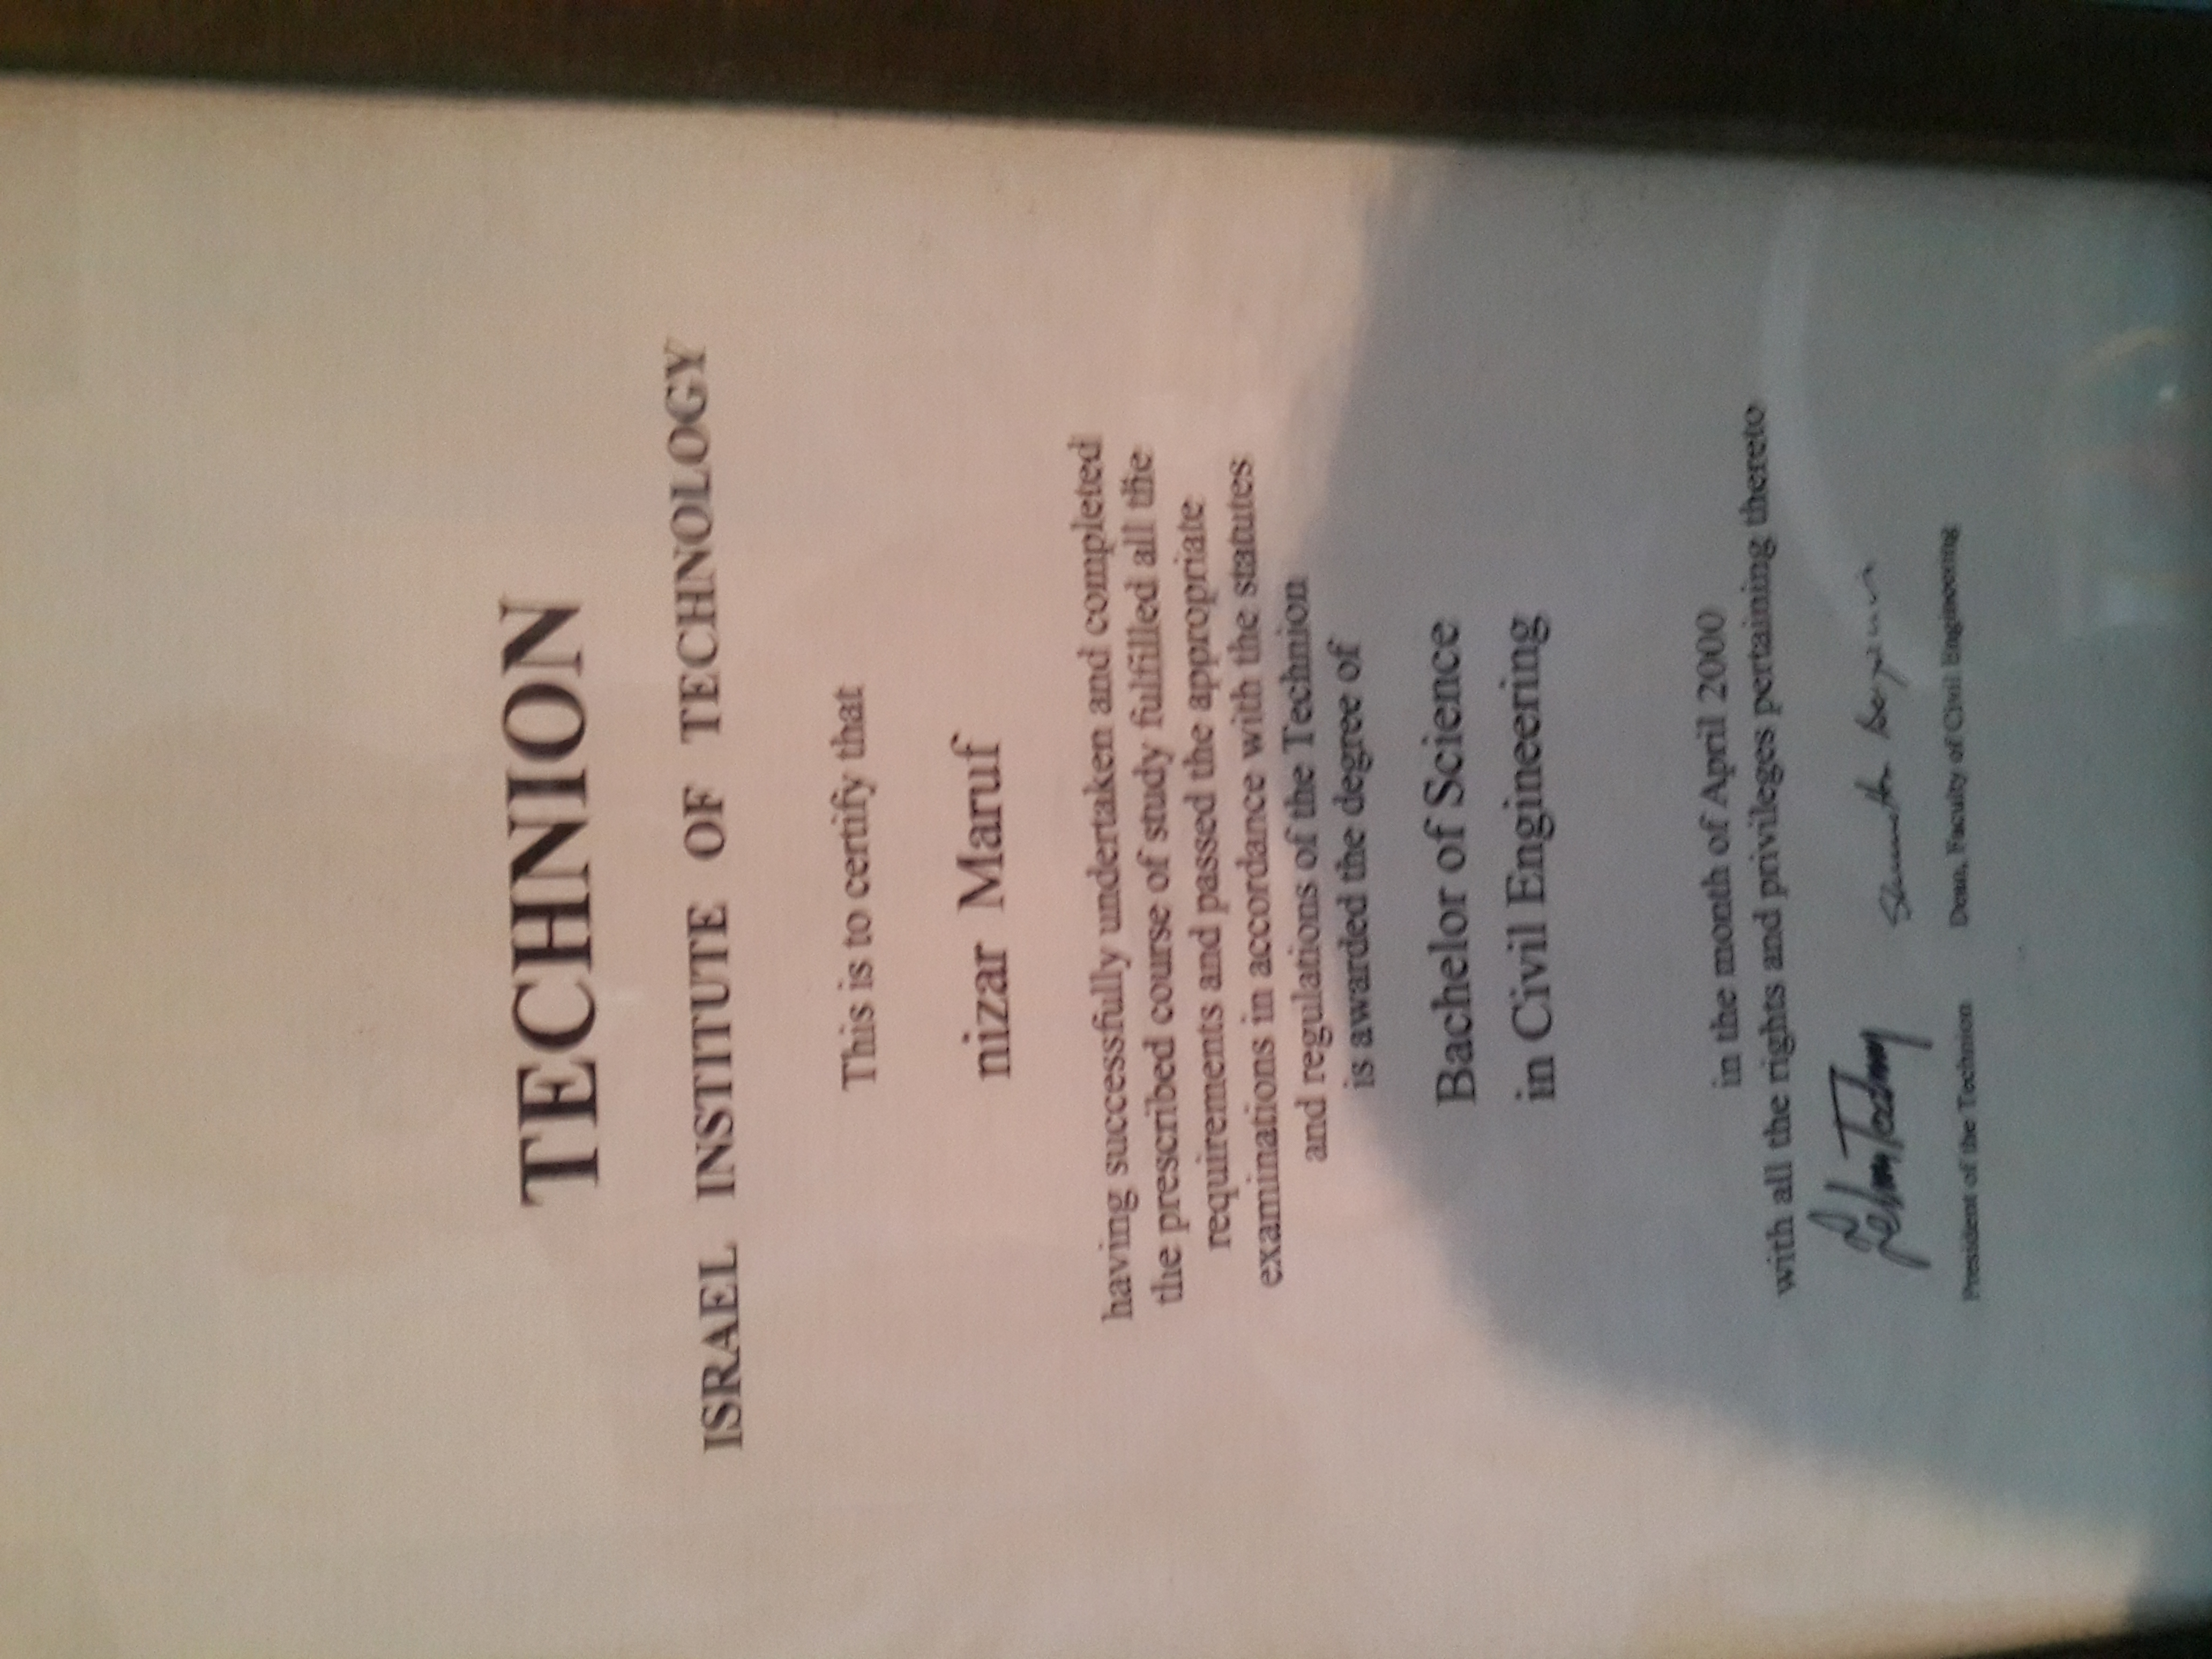 TECHNION
ISRAEL INSTITUTE OF TECHNOLOGY
This is to certify that
nizar Maruf
having successfully undertaken and completed
the prescribed course of study fulfilled all the
requirements and passed the appropriate
examinations in accordance with the statutes
and regulations of the Technion
is awarded the degree of
Bachelor of Science
in Civil Engineering
in the month of April 2000
with all the rights and privileges pertaining thereto
President of the Technion Dean, Faculty of Civil Engineering